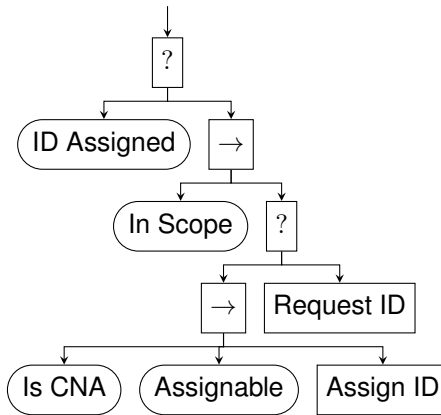 ?
ID Assigned
→
In Scope
?
→
Request ID
Is CNA
Assignable
Assign ID